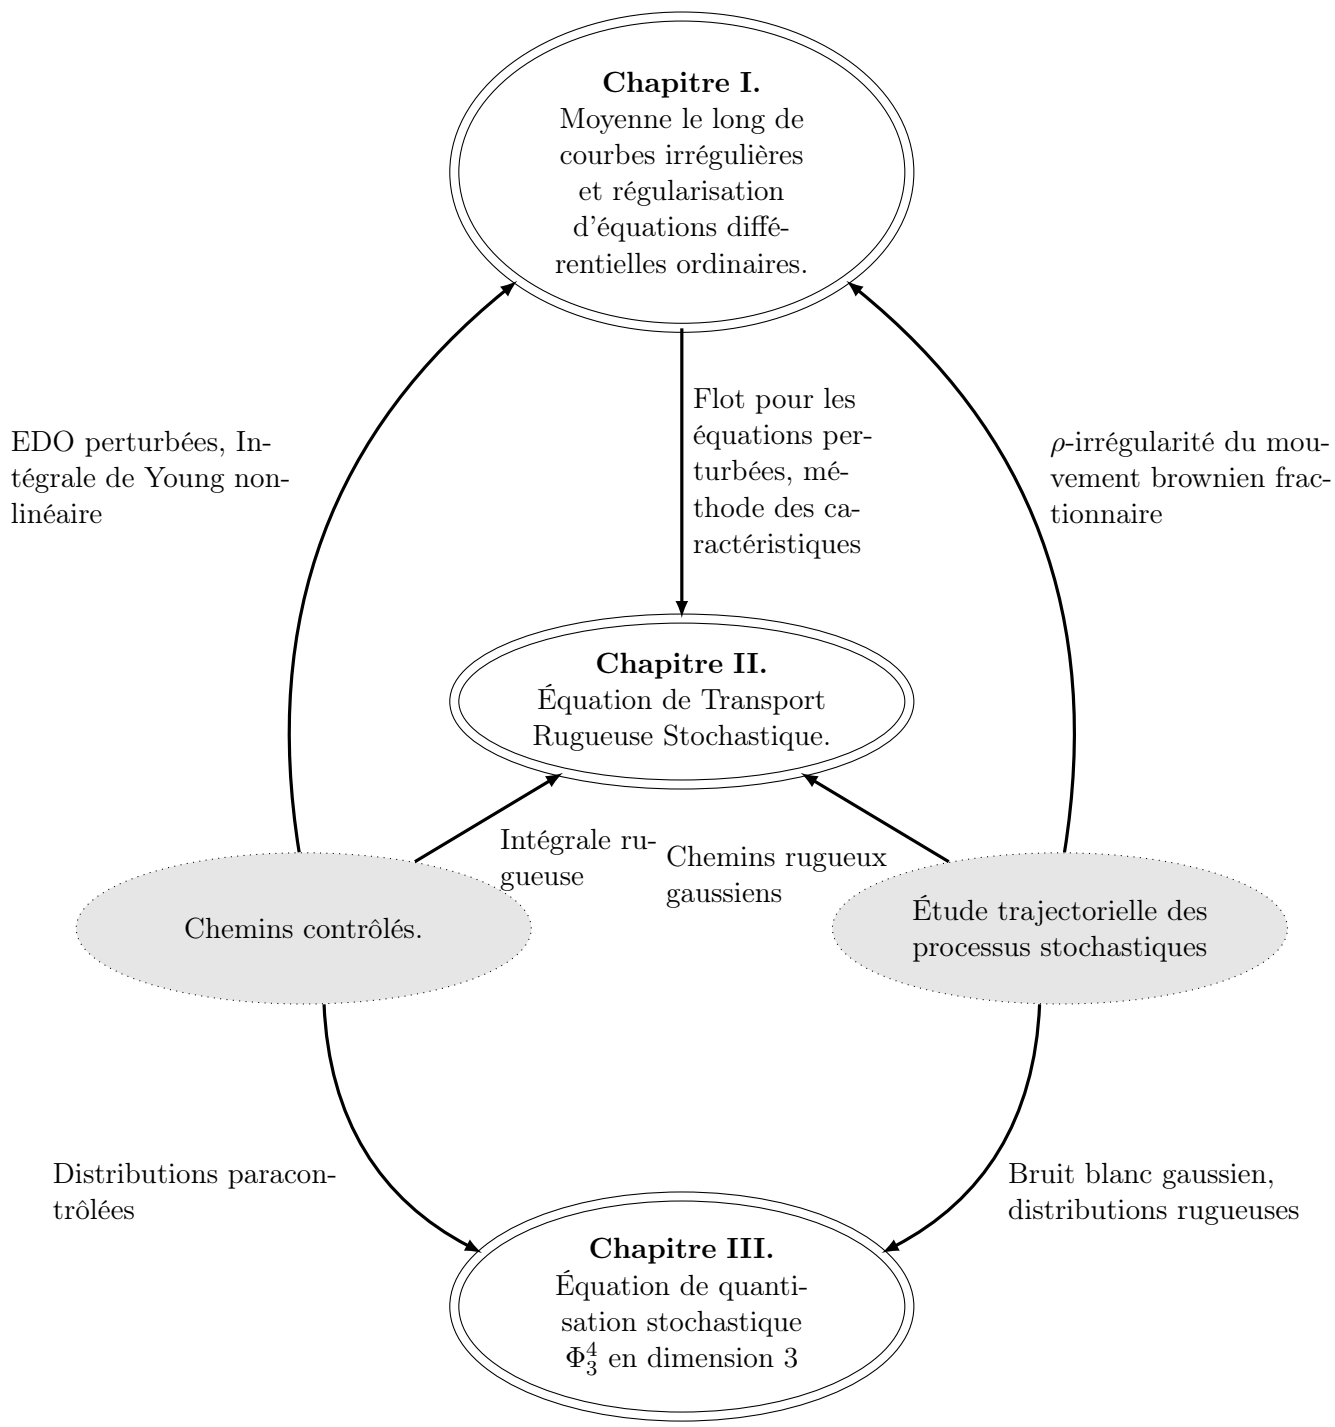 Chapitre I.
Moyenne le long de
courbes irrégulières
et régularisation
d'équations diffé-
rentielles ordinaires.
EDO perturbées, In-
tégrale de Young non-
linéaire
Flot pour les
équations per-
turbées, mé-
thode des ca-
ractéristiques
ρ-irrégularité du mou-
vement brownien frac-
tionnaire
Chapitre II.
Équation de Transport
Rugueuse Stochastique.
Intégrale ru-
gueuse
Chemins rugueux
gaussiens
Chemins contrôlés.
Étude trajectorielle des
processus stochastiques
Distributions paracon-
trôlées
Bruit blanc gaussien,
distributions rugueuses
Chapitre III.
Équation de quanti-
sation stochastique
Φ⁴₃ en dimension 3